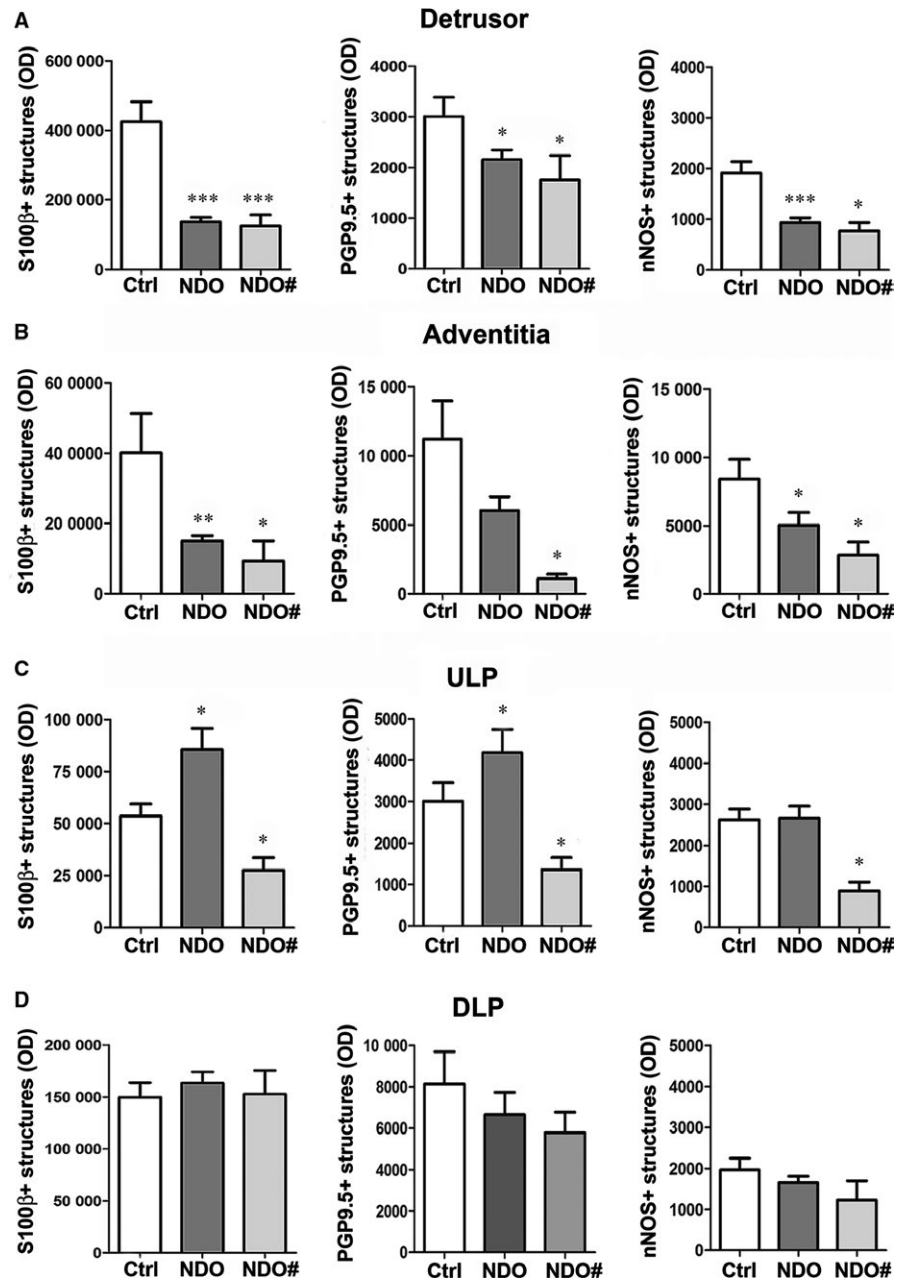 A
Detrusor
S100β+ structures (OD)
600 000
400 000
200 000
0
*** ***
Ctrl NDO NDO#
PGP9.5+ structures (OD)
4000
3000
2000
1000
0
* *
Ctrl NDO NDO#
nNOS+ structures (OD)
4000
3000
2000
1000
0
*** *
Ctrl NDO NDO#
B
Adventitia
S100β+ structures (OD)
60 0000
40 0000
20 0000
0
** *
Ctrl NDO NDO#
PGP9.5+ structures (OD)
15 000
10 000
5000
0
*
Ctrl NDO NDO#
nNOS+ structures (OD)
15 000
10 000
5000
0
* *
Ctrl NDO NDO#
C
ULP
S100β+ structures (OD)
100 000
75 000
50 000
25 000
0
* *
Ctrl NDO NDO#
PGP9.5+ structures (OD)
5000
4000
3000
2000
1000
0
* *
Ctrl NDO NDO#
nNOS+ structures (OD)
5000
4000
3000
2000
1000
0
*
Ctrl NDO NDO#
D
DLP
S100β+ structures (OD)
200 000
150 000
100 000
50 000
0
Ctrl NDO NDO#
PGP9.5+ structures (OD)
10 000
8000
6000
4000
2000
0
Ctrl NDO NDO#
nNOS+ structures (OD)
5000
4000
3000
2000
1000
0
Ctrl NDO NDO#